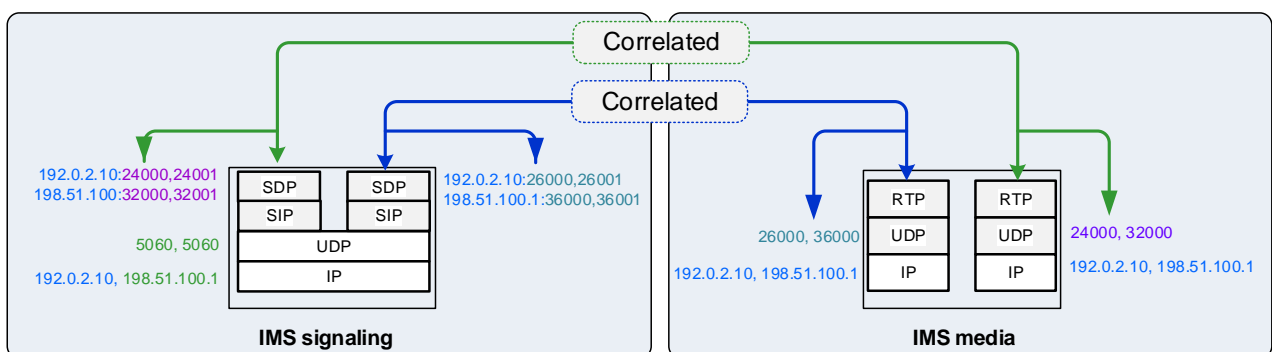 Correlated
Correlated
192.0.2.10:24000,24001
198.51.100:32000,32001
192.0.2.10:26000,26001
198.51.100.1:36000,36001
SDP
SDP
SIP
SIP
5060, 5060
UDP
192.0.2.10, 198.51.100.1
IP
IMS signaling
RTP
RTP
26000, 36000
UDP
UDP
24000, 32000
192.0.2.10, 198.51.100.1
IP
IP
192.0.2.10, 198.51.100.1
IMS media